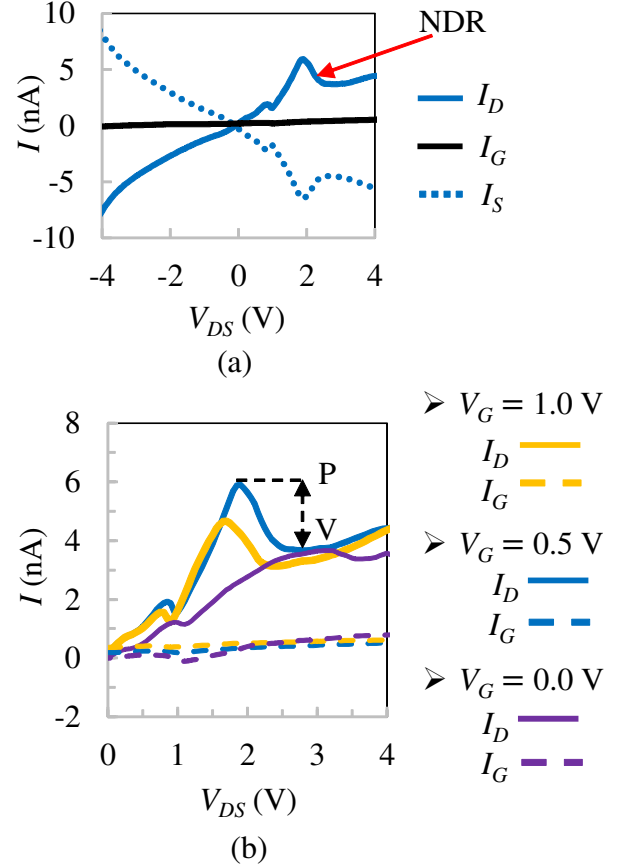 10
5
0
-5
-10
I (nA)
-4 -2 0 2 4
V_DS (V)
NDR
I_D
I_G
I_S
(a)
8
6
4
2
0
-2
I (nA)
P
V
0 1 2 3 4
V_DS (V)
➢ V_G = 1.0 V
I_D
I_G
➢ V_G = 0.5 V
I_D
I_G
➢ V_G = 0.0 V
I_D
I_G
(b)